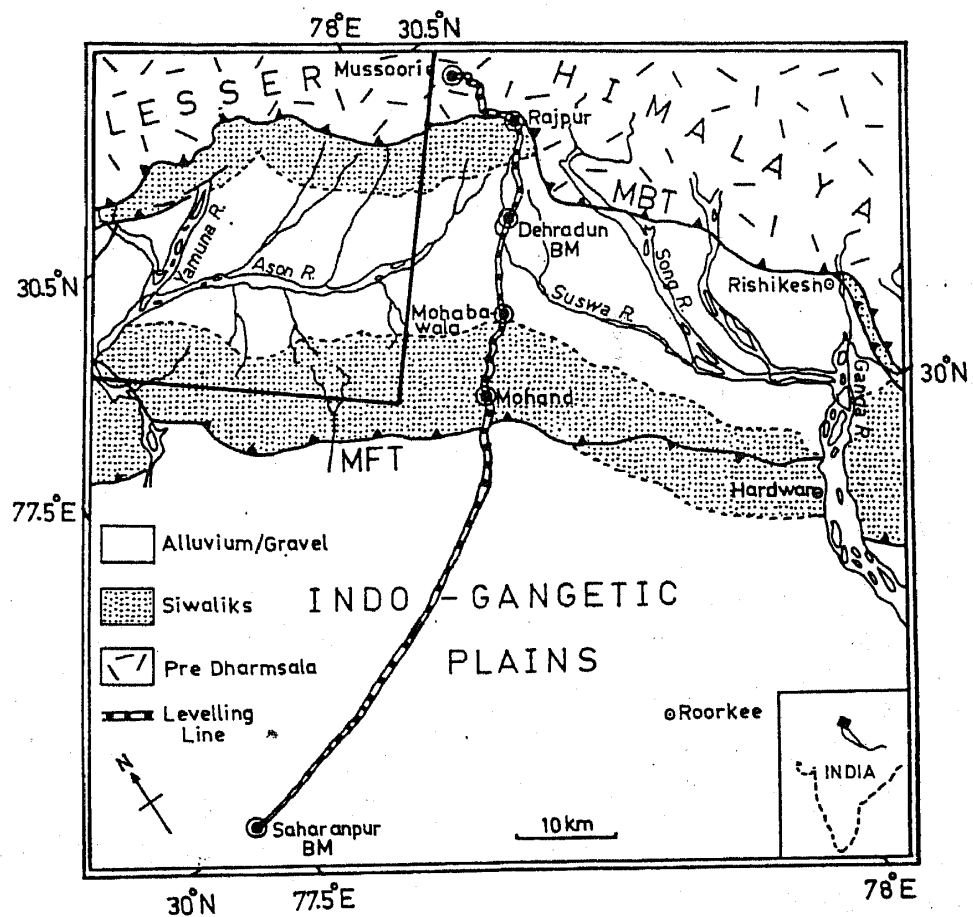 78°E 30.5°N
Mussoorie
LESSER HIMALAYA
Rajpur
MBT
Dehradun
BM
Yamuna R.
Ason R.
Song R.
30.5°N
Rishikesh
Suswa R.
Mohaba-
wala
30°N
Ganga R.
Mohand
MFT
Hardwar
77.5°E
Alluvium/Gravel
Siwaliks
INDO-GANGETIC
PLAINS
Pre Dharmsala
Levelling
Line
Roorkee
N
INDIA
10 km
Saharanpur
BM
30°N
77.5°E
78°E